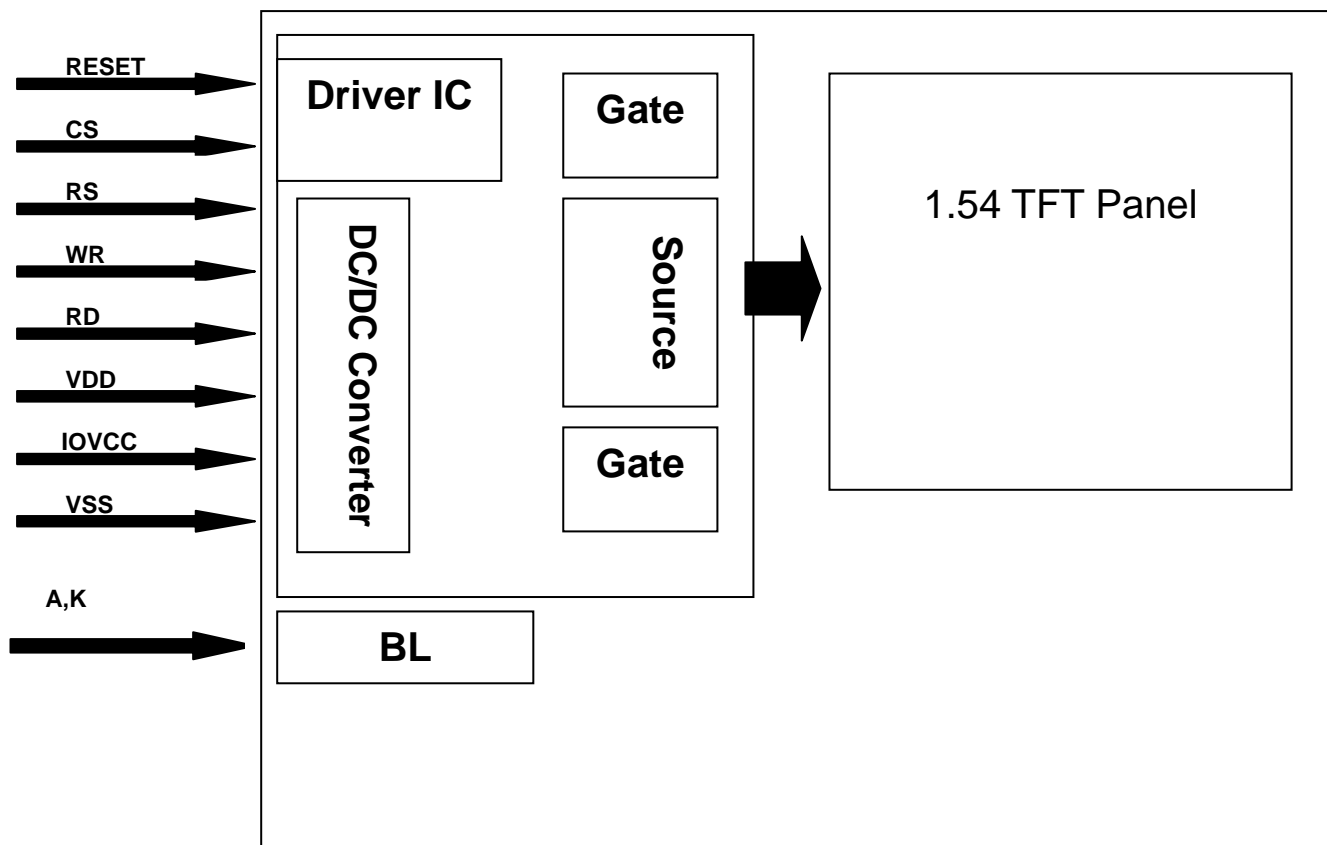 RESET
CS
RS
WR
RD
VDD
IOVCC
VSS
A,K
Driver IC
DC/DC Converter
Gate
Source
Gate
BL
1.54 TFT Panel